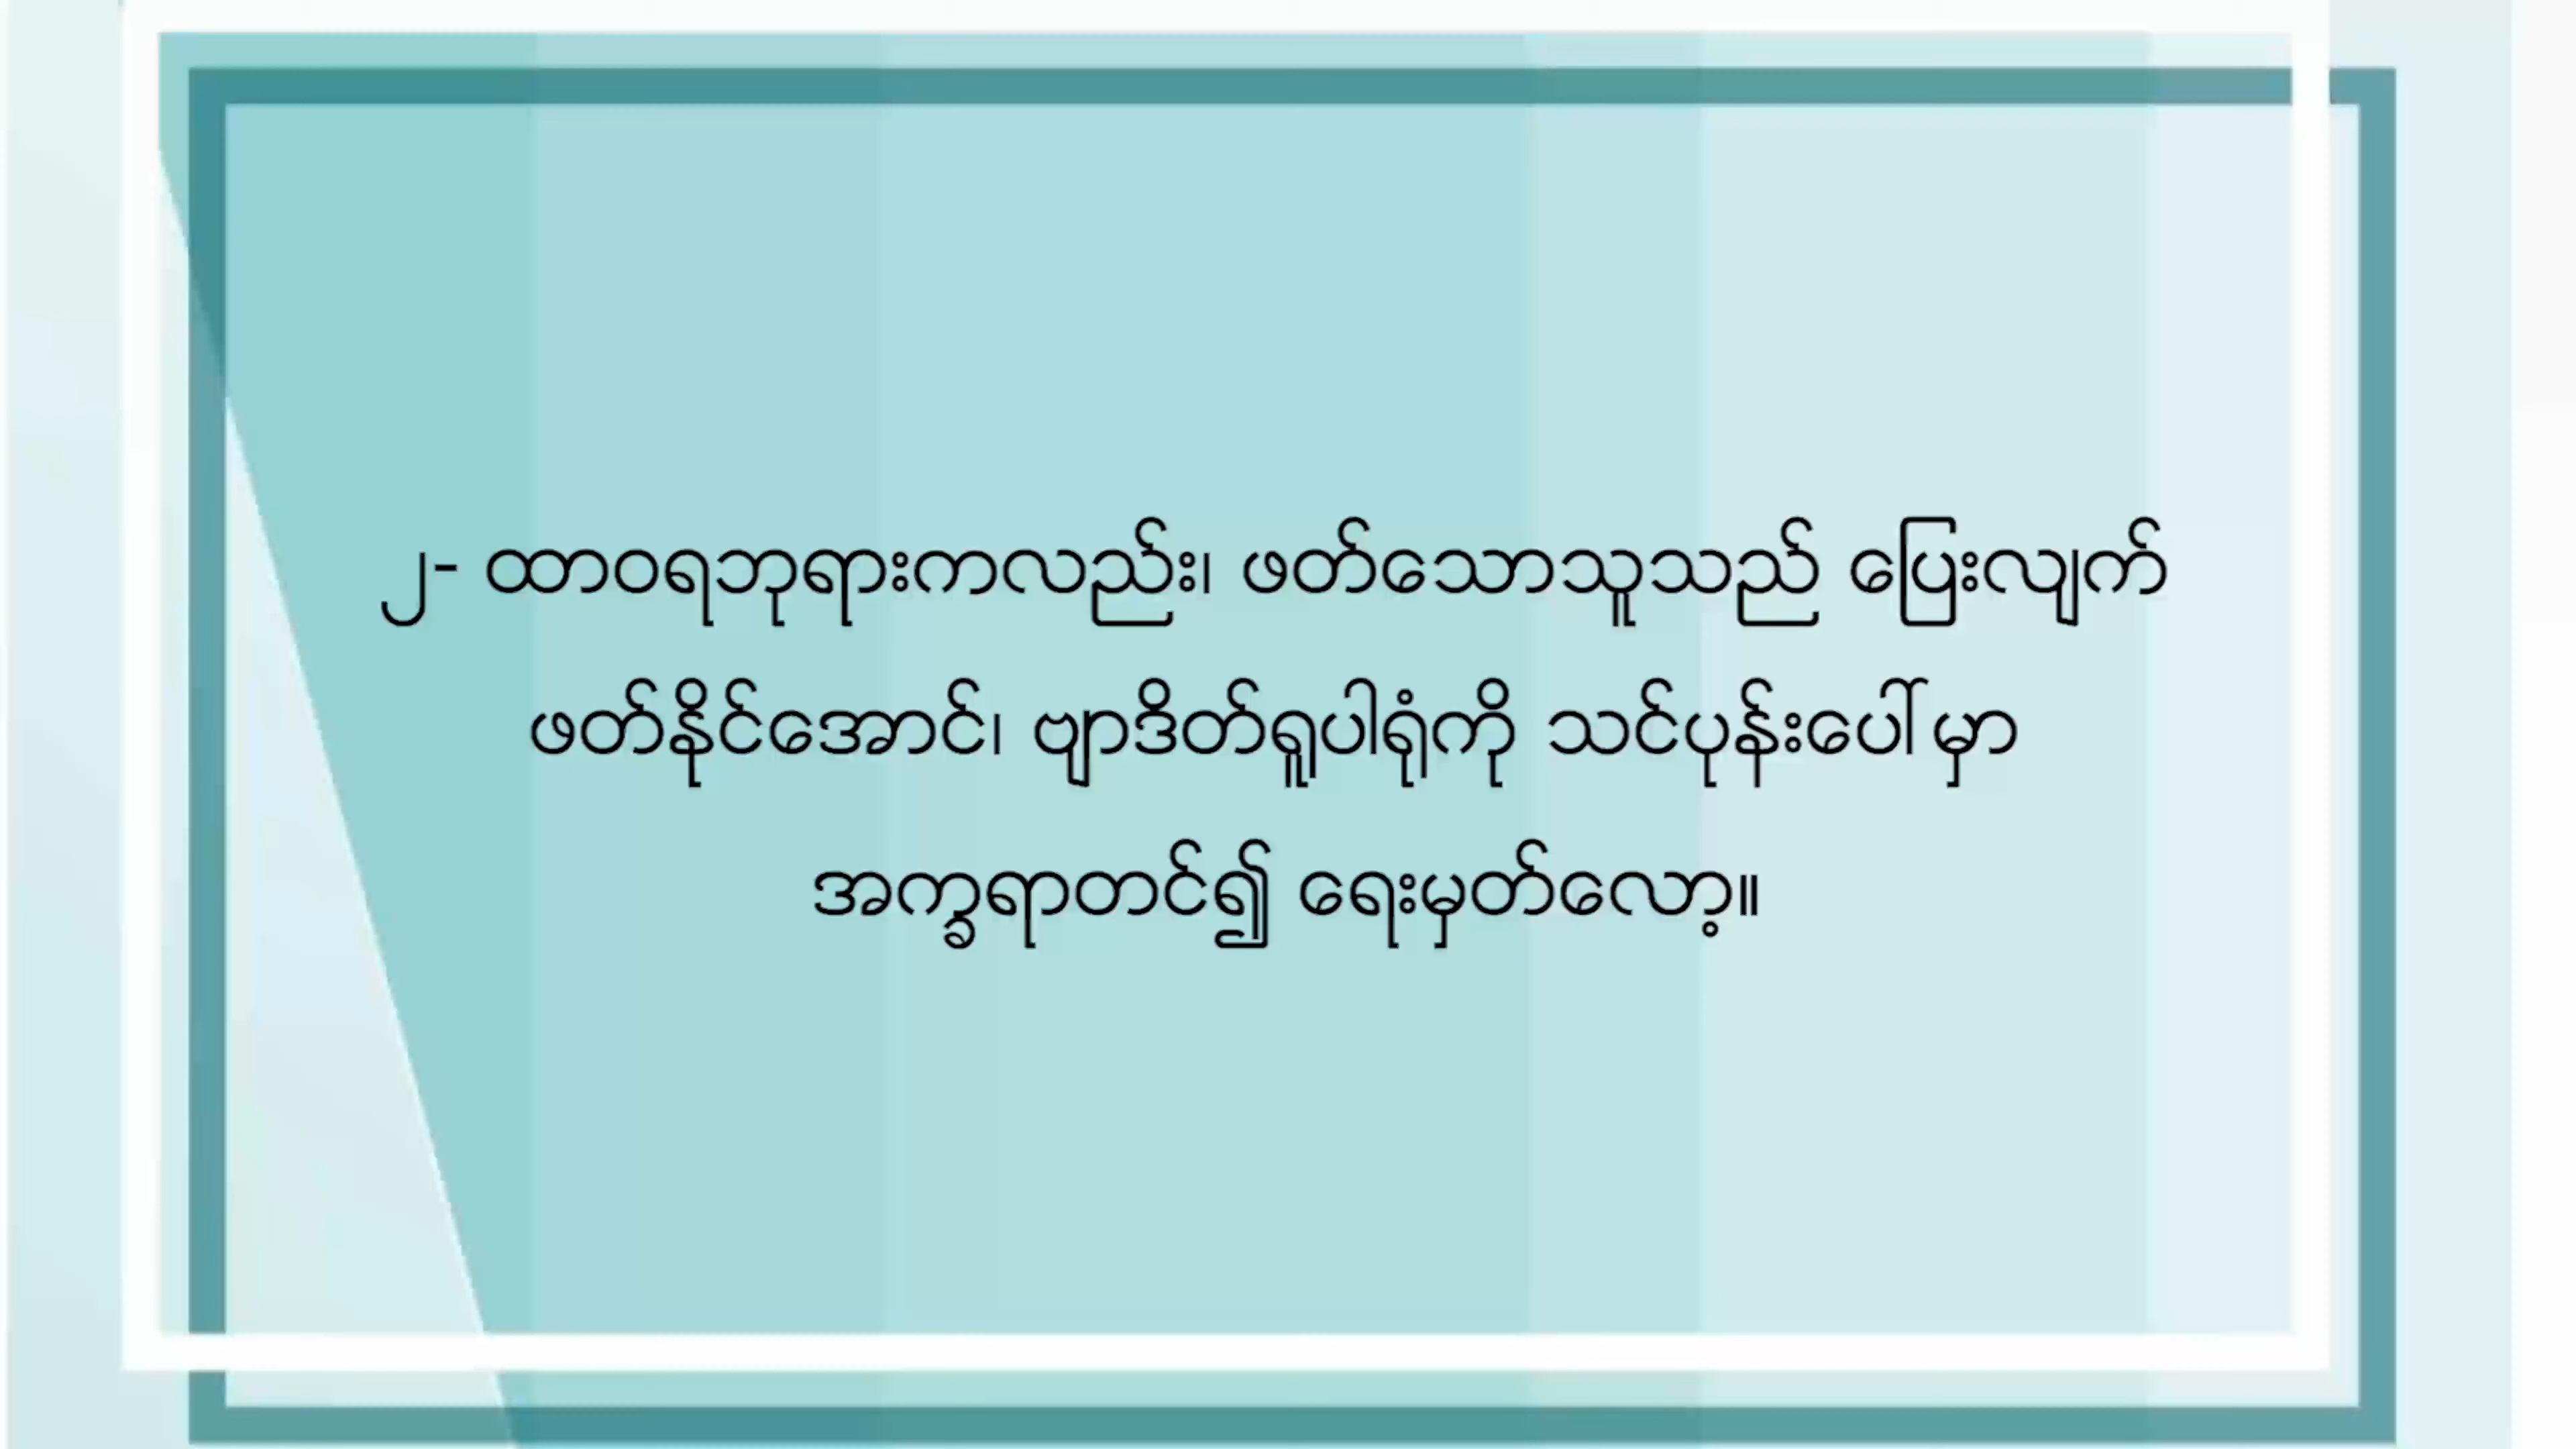 ၂- ထာဝရဘုရားကလည်း၊ ဖတ်သောသူသည် ပြေးလျက်
ဖတ်နိုင်အောင်၊ ဗျာဒိတ်ရူပါရုံကို သင်ပုန်းပေါ်မှာ
အက္ခရာတင်၍ ရေးမှတ်လော့။